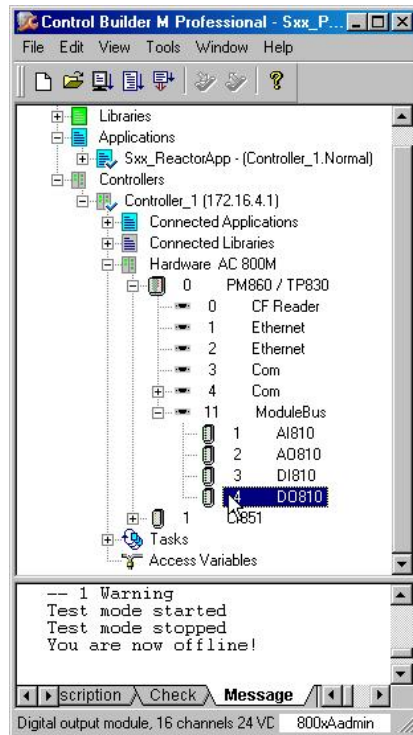 Control Builder M Professional - Sxx_P...
File Edit View Tools Window Help
Libraries
Applications
Sxx_ReactorApp - (Controller_1.Normal)
Controllers
Controller_1 (172.16.4.1)
Connected Applications
Connected Libraries
Hardware AC 800M
0 PM860 / TP830
0 CF Reader
1 Ethernet
2 Ethernet
3 Com
4 Com
11 ModuleBus
1 AI810
2 AO810
3 DI810
4 DO810
1 CI851
Tasks
Access Variables
-- 1 Warning
Test mode started
Test mode stopped
You are now offline!
scription Check Message
Digital output module, 16 channels 24 VD 800xAadmin